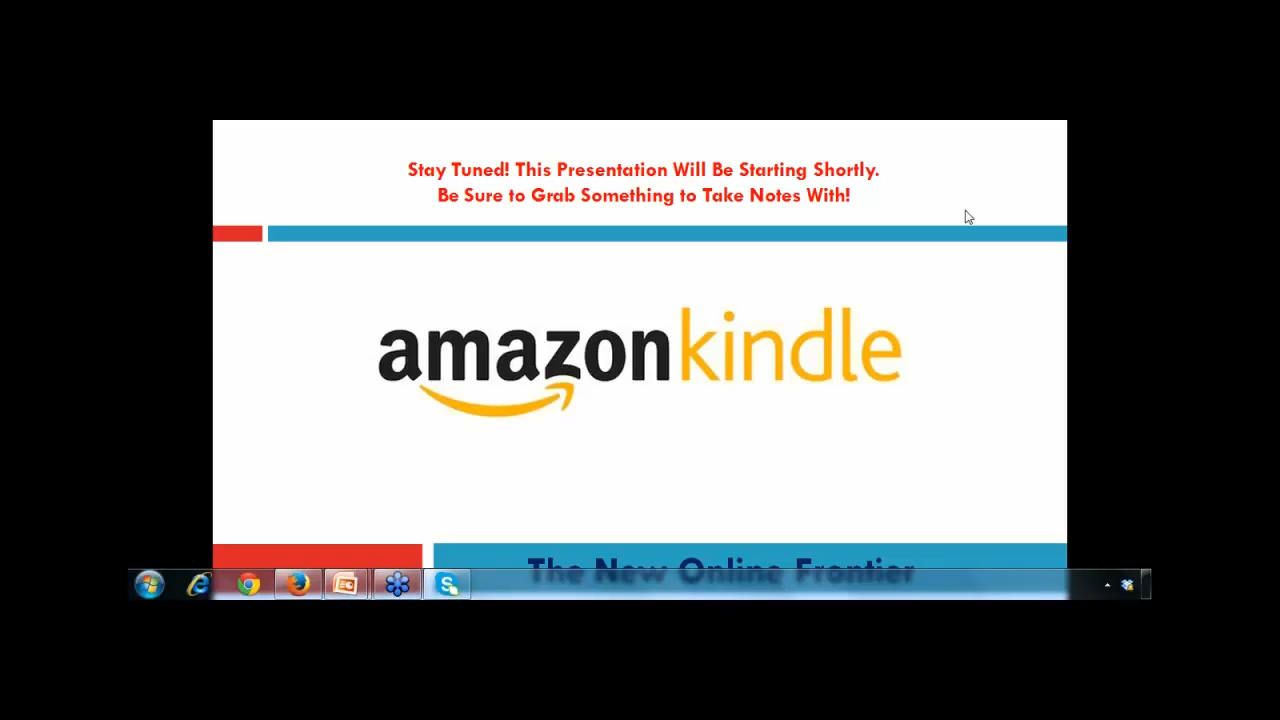 Stay Tuned! This Presentation Will Be Starting Shortly.
Be Sure to Grab Something to Take Notes With!
amazonkindle
The New Online Frontier